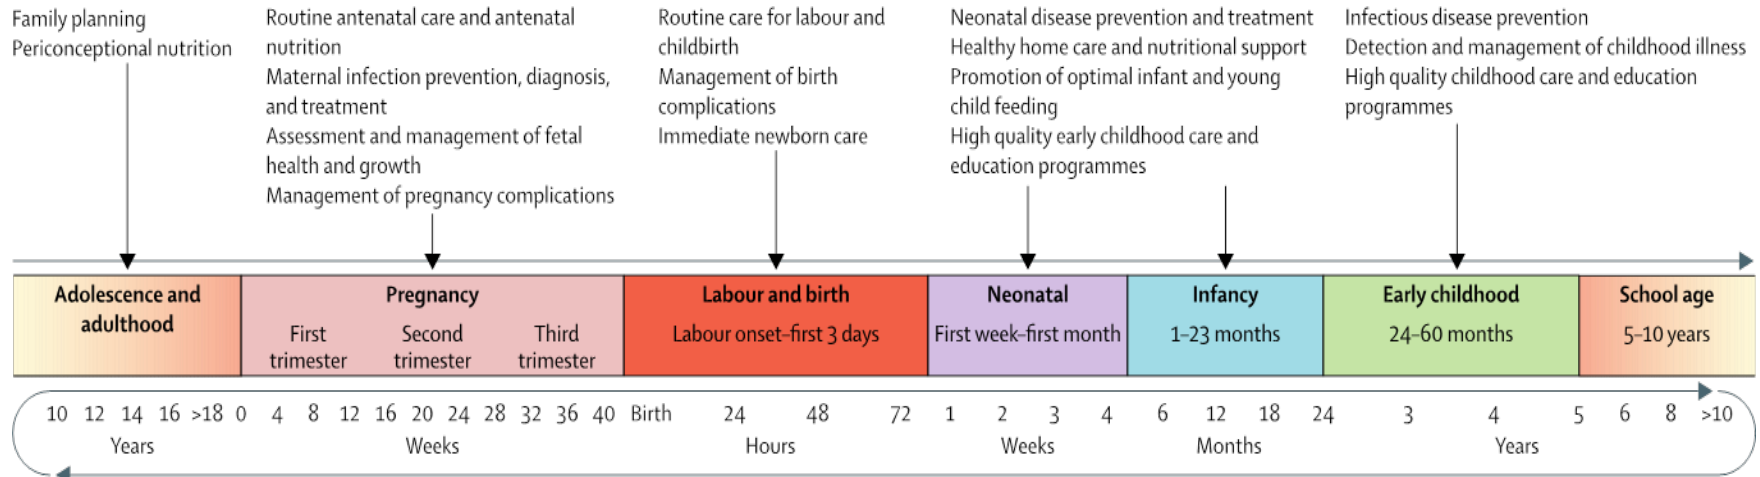 Family planning
Periconceptional nutrition
Routine antenatal care and antenatal
nutrition
Maternal infection prevention, diagnosis,
and treatment
Assessment and management of fetal
health and growth
Management of pregnancy complications
Routine care for labour and
childbirth
Management of birth
complications
Immediate newborn care
Neonatal disease prevention and treatment
Healthy home care and nutritional support
Promotion of optimal infant and young
child feeding
High quality early childhood care and
education programmes
Infectious disease prevention
Detection and management of childhood illness
High quality childhood care and education
programmes
Adolescence and
adulthood
Pregnancy
First
trimester
Second
trimester
Third
trimester
Labour and birth
Labour onset–first 3 days
Neonatal
First week–first month
Infancy
1–23 months
Early childhood
24–60 months
School age
5–10 years
10 12 14 16 >18 0 4 8 12 16 20 24 28 32 36 40 Birth 24 48 72 1 2 3 4 6 12 18 24 3 4 5 6 8 >10
Years Weeks Hours Weeks Months Years